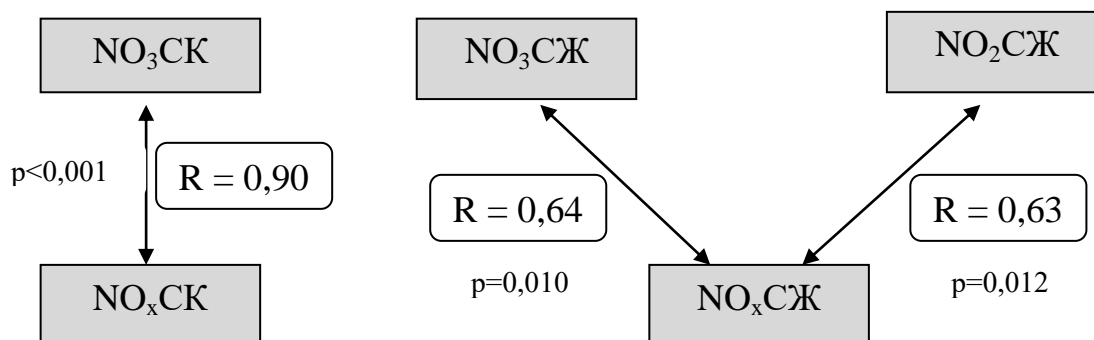 NO₃СК
NO₃СЖ
NO₂СЖ
p<0,001
R = 0,90
R = 0,64
R = 0,63
p=0,010
p=0,012
NOₓСК
NOₓСЖ